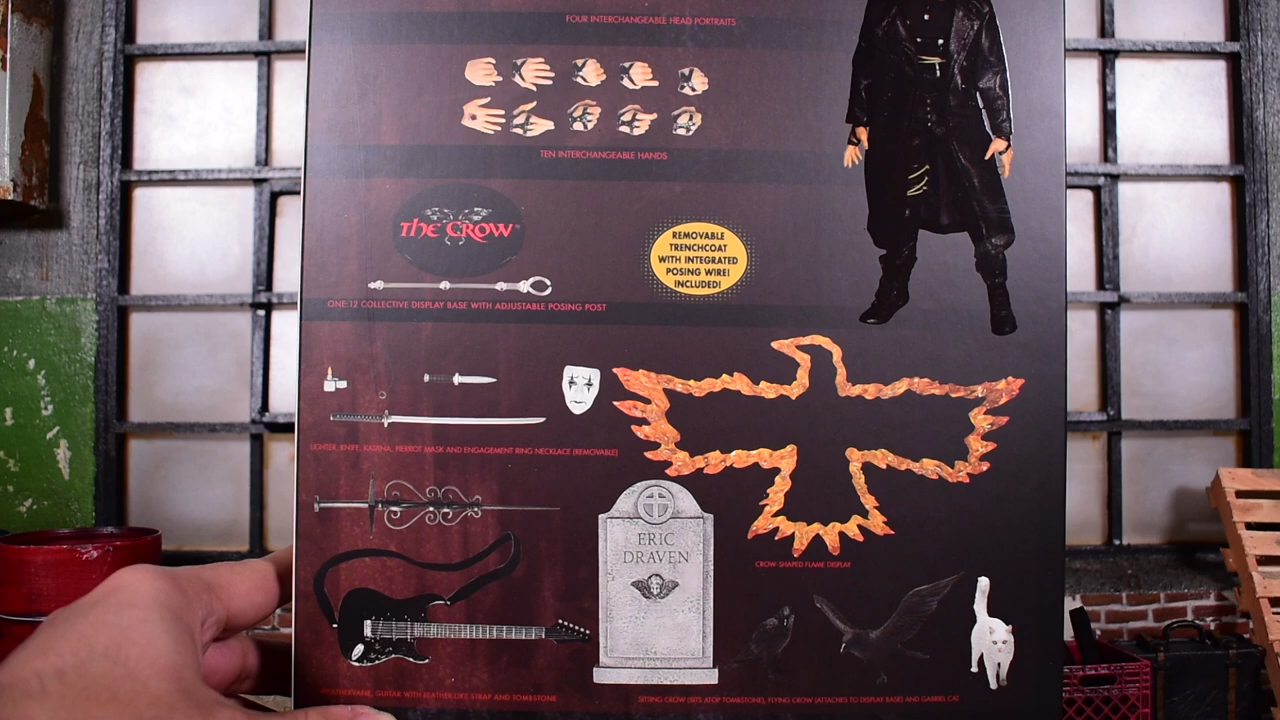 FOUR INTERCHANGEABLE HEAD PORTRAITS
TEN INTERCHANGEABLE HANDS
THE CROW
REMOVABLE
TRENCHCOAT
WITH INTEGRATED
POSING WIRE!
INCLUDED!
ONE:12 COLLECTIVE DISPLAY BASE WITH ADJUSTABLE POSING POST
LIGHTER, KNIFE, KATANA, PIERROT MASK AND ENGAGEMENT RING NECKLACE (REMOVABLE)
ERIC
DRAVEN
CROW-SHAPED FLAME DISPLAY
WEATHERVANE, GUITAR WITH LEATHER LIKE STRAP AND TOMBSTONE
SITTING CROW (SITS ATOP TOMBSTONE), FLYING CROW (ATTACHES TO DISPLAY BASE) AND GABRIEL CAT